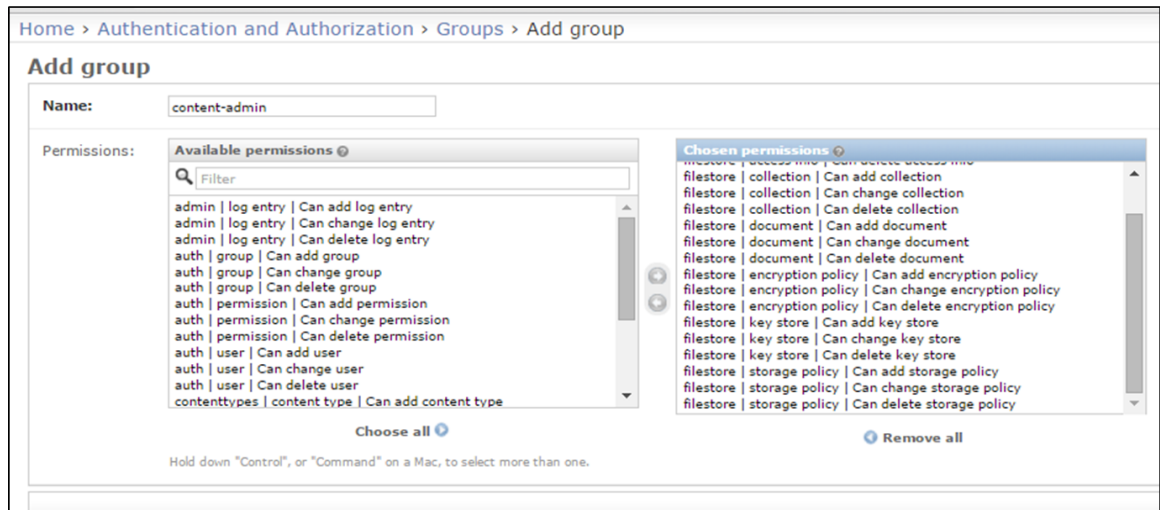 Home › Authentication and Authorization › Groups › Add group
Add group
Name:
content-admin
Permissions:
Available permissions
Filter
admin | log entry | Can add log entry
admin | log entry | Can change log entry
admin | log entry | Can delete log entry
auth | group | Can add group
auth | group | Can change group
auth | group | Can delete group
auth | permission | Can add permission
auth | permission | Can change permission
auth | permission | Can delete permission
auth | user | Can add user
auth | user | Can change user
auth | user | Can delete user
contenttypes | content type | Can add content type
Choose all
Hold down "Control", or "Command" on a Mac, to select more than one.
Chosen permissions
filestore | access info | Can delete access info
filestore | collection | Can add collection
filestore | collection | Can change collection
filestore | collection | Can delete collection
filestore | document | Can add document
filestore | document | Can change document
filestore | document | Can delete document
filestore | encryption policy | Can add encryption policy
filestore | encryption policy | Can change encryption policy
filestore | encryption policy | Can delete encryption policy
filestore | key store | Can add key store
filestore | key store | Can change key store
filestore | key store | Can delete key store
filestore | storage policy | Can add storage policy
filestore | storage policy | Can change storage policy
filestore | storage policy | Can delete storage policy
Remove all